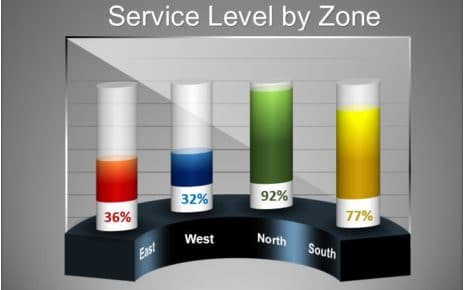 Service Level by Zone
36%
32%
92%
77%
East
West
North
South